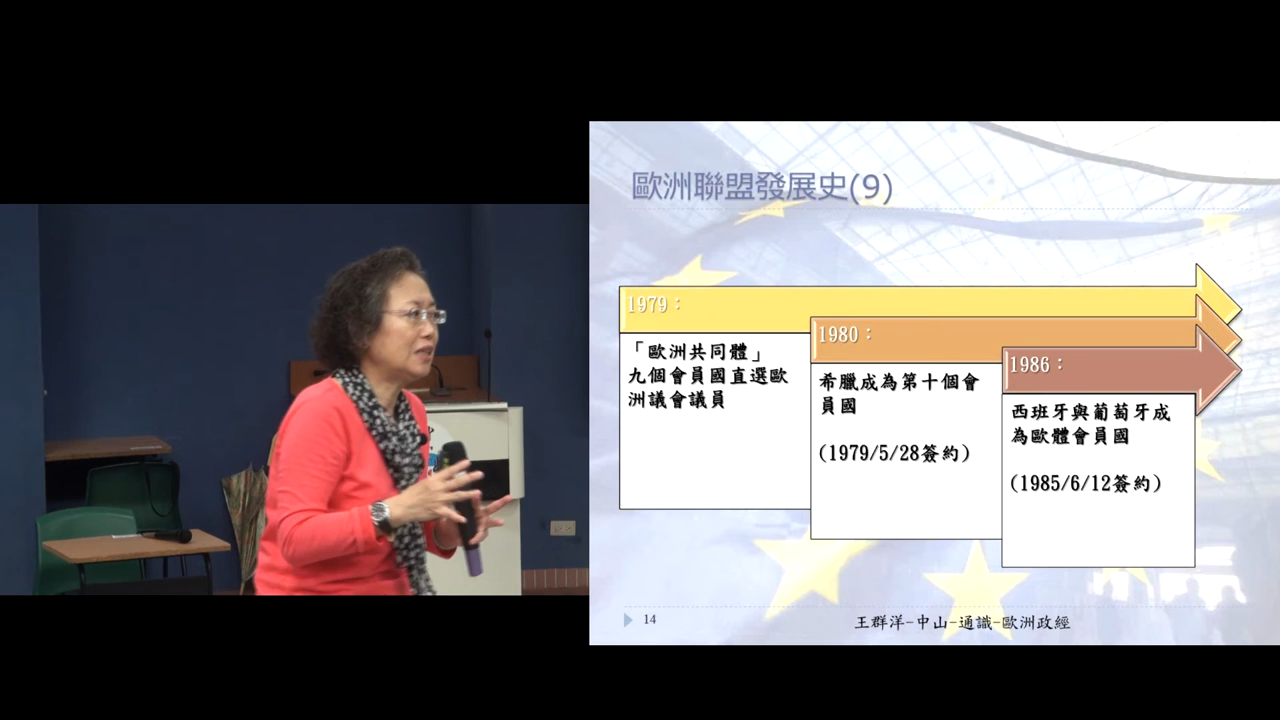 歐洲聯盟發展史(9)
1979：
「歐洲共同體」
九個會員國直選歐
洲議會議員
1980：
希臘成為第十個會
員國
(1979/5/28簽約)
1986：
西班牙與葡萄牙成
為歐體會員國
(1985/6/12簽約)
14
王群洋-中山-通識-歐洲政經